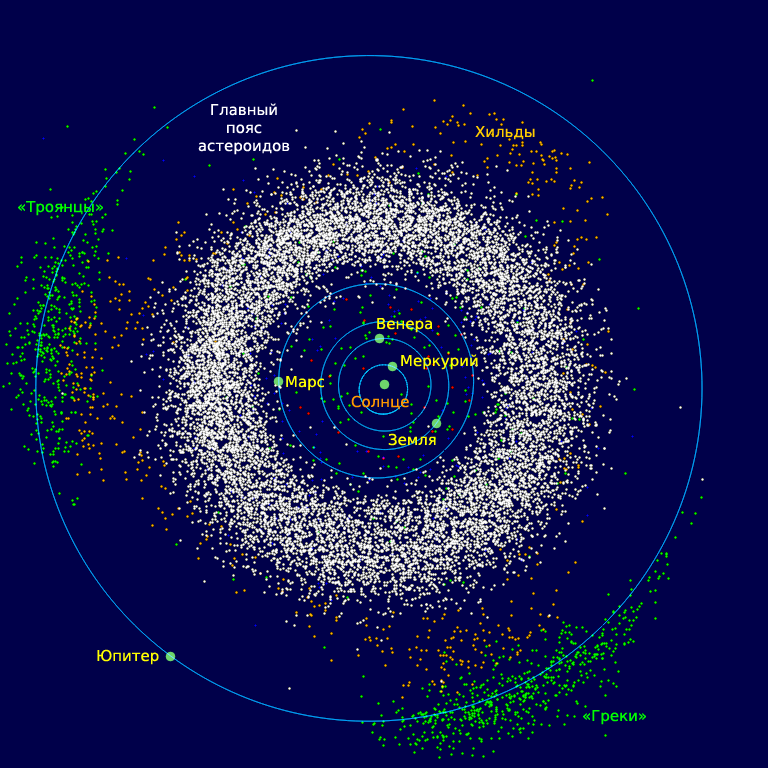 Главный
пояс
астероидов
Хильды
«Троянцы»
Венера
Меркурий
Марс
Солнце
Земля
Юпитер
«Греки»